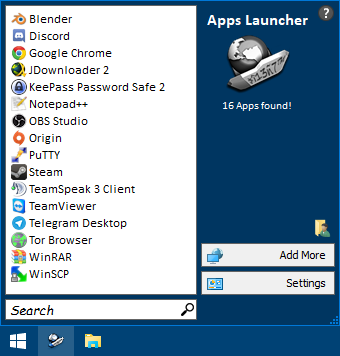 Blender
Discord
Google Chrome
JDownloader 2
KeePass Password Safe 2
Notepad++
OBS Studio
Origin
PuTTY
Steam
TeamSpeak 3 Client
TeamViewer
Telegram Desktop
Tor Browser
WinRAR
WinSCP
Search
Apps Launcher
?
16 Apps found!
Add More
Settings